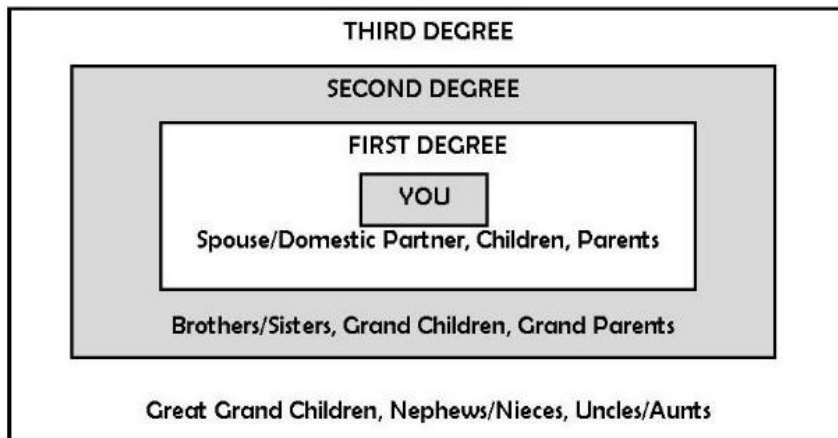 THIRD DEGREE
SECOND DEGREE
FIRST DEGREE
YOU
Spouse/Domestic Partner, Children, Parents
Brothers/Sisters, Grand Children, Grand Parents
Great Grand Children, Nephews/Nieces, Uncles/Aunts